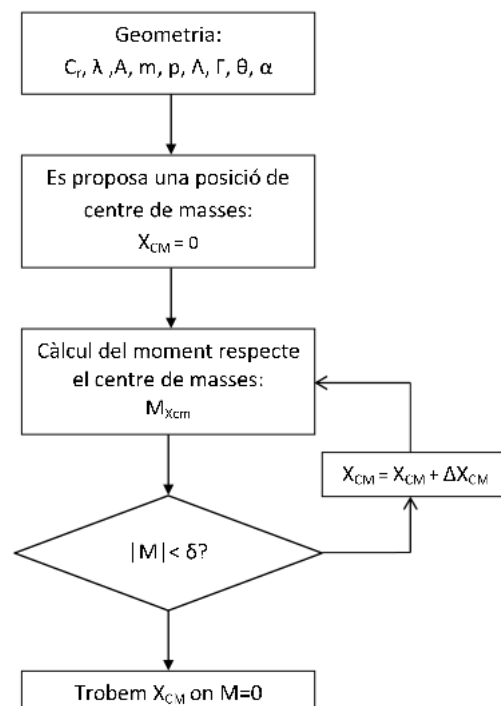 Geometria:
Cᵣ, λ ,A, m, p, Λ, Γ, θ, α
Es proposa una posició de
centre de masses:
X_CM = 0
Càlcul del moment respecte
el centre de masses:
M_Xcm
X_CM = X_CM + ΔX_CM
|M|< δ?
Trobem X_CM on M=0